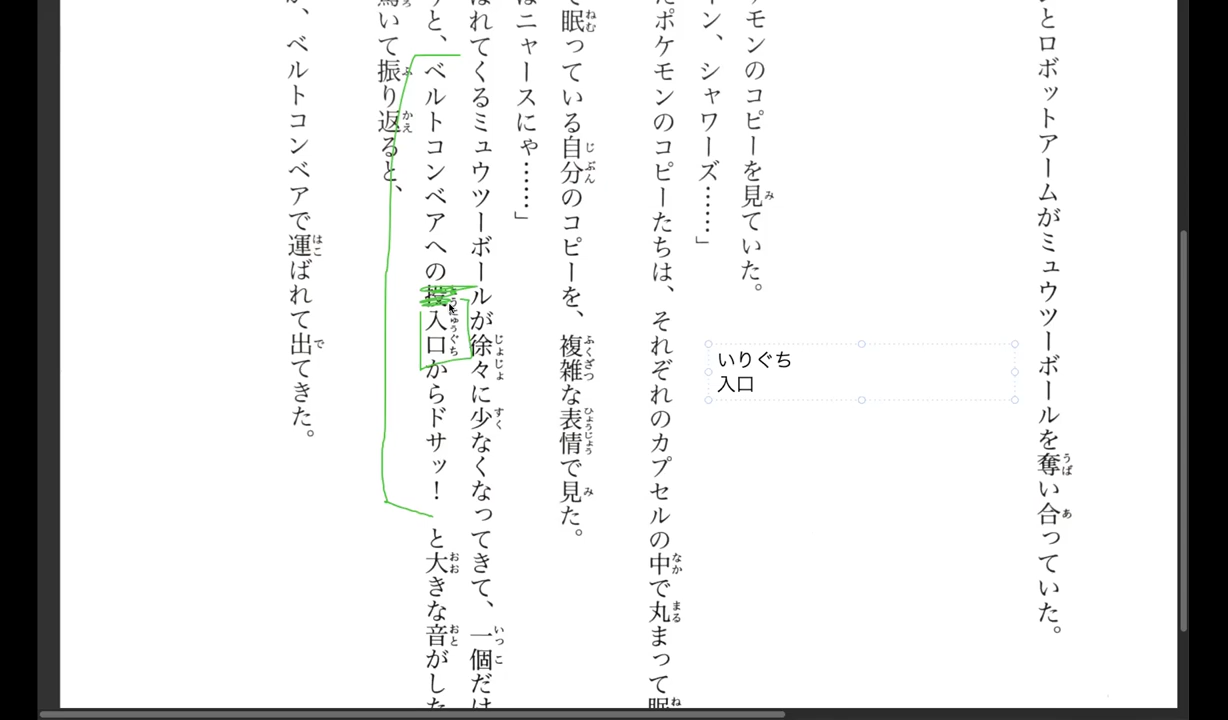 とロボットアームがミュウツーボールを奪い合っていた。
モンのコピーを見ていた。
ン、シャワーズ……」
いりぐち
入口
ポケモンのコピーたちは、それぞれのカプセルの中で丸まって眠
眠っている自分のコピーを、複雑な表情で見た。
はニャースにゃ……」
ばれてくるミュウツーボールが徐々に少なくなってきて、一個だけ
と、ベルトコンベアへの投入口からドサッ！　と大きな音がした
いて振り返ると、
、ベルトコンベアで運ばれて出てきた。